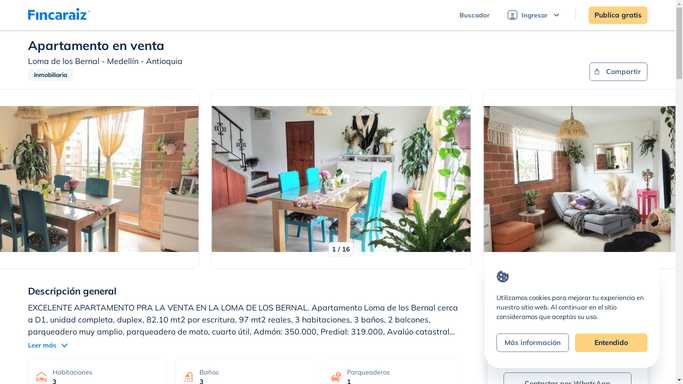 Fincaraiz
Buscador
Ingresar
Publica gratis
Apartamento en venta
Loma de los Bernal - Medellín - Antioquia
Inmobiliaria
Compartir
1 / 16
Descripción general
EXCELENTE APARTAMENTO PRA LA VENTA EN LA LOMA DE LOS BERNAL. Apartamento Loma de los Bernal cerca
a D1, unidad completa, duplex, 82.10 mt2 por escritura, 97 mt2 reales, 3 habitaciones, 3 baños, 2 balcones,
parqueadero muy amplio, parqueadero de moto, cuarto útil, Admón: 350.000, Predial: 319.000, Avalúo catastral...
Leer más
Habitaciones
3
Baños
3
Parqueaderos
1
Utilizamos cookies para mejorar tu experiencia en
nuestro sitio web. Al continuar en el sitio
consideramos que aceptas su uso.
Más información
Entendido
Contactar por WhatsApp